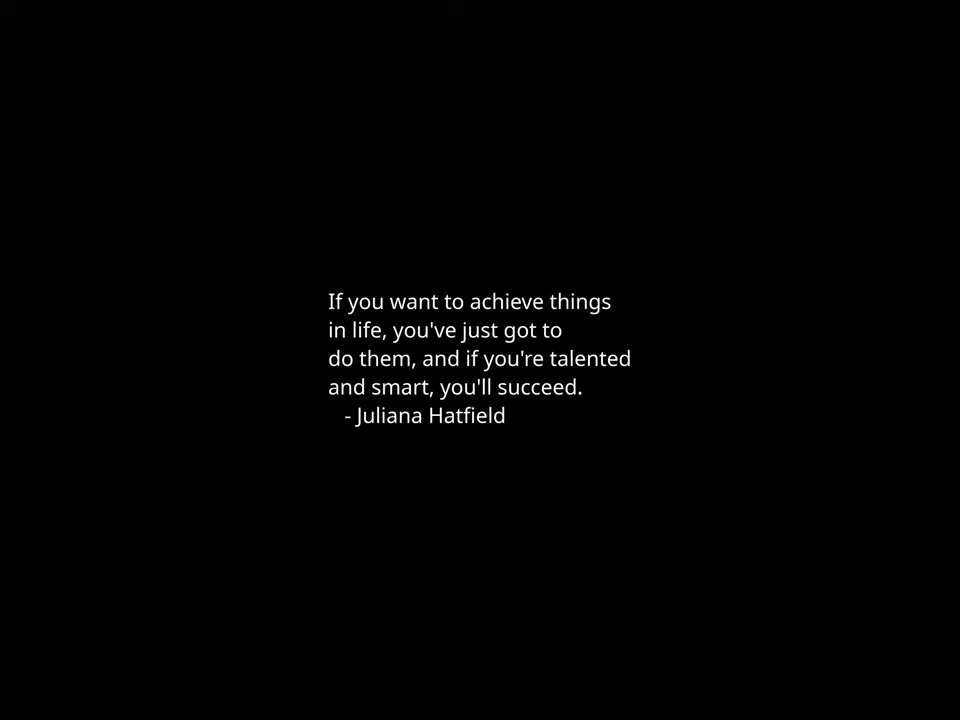 If you want to achieve things
in life, you've just got to
do them, and if you're talented
and smart, you'll succeed.
- Juliana Hatfield